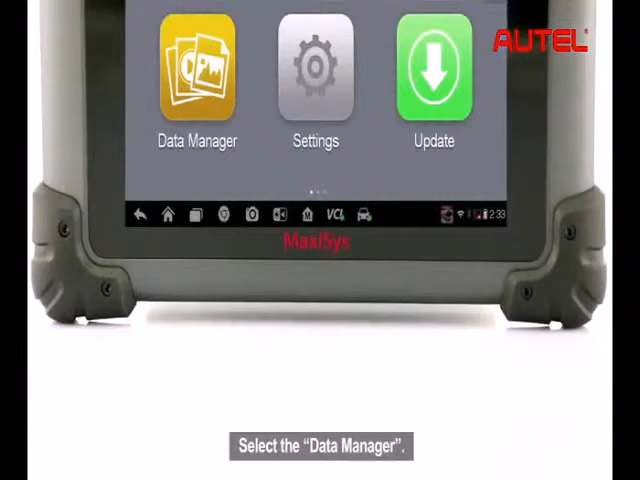 AUTEL
Data Manager
Settings
Update
VCI
2:33
MaxiSys
Select the “Data Manager”.